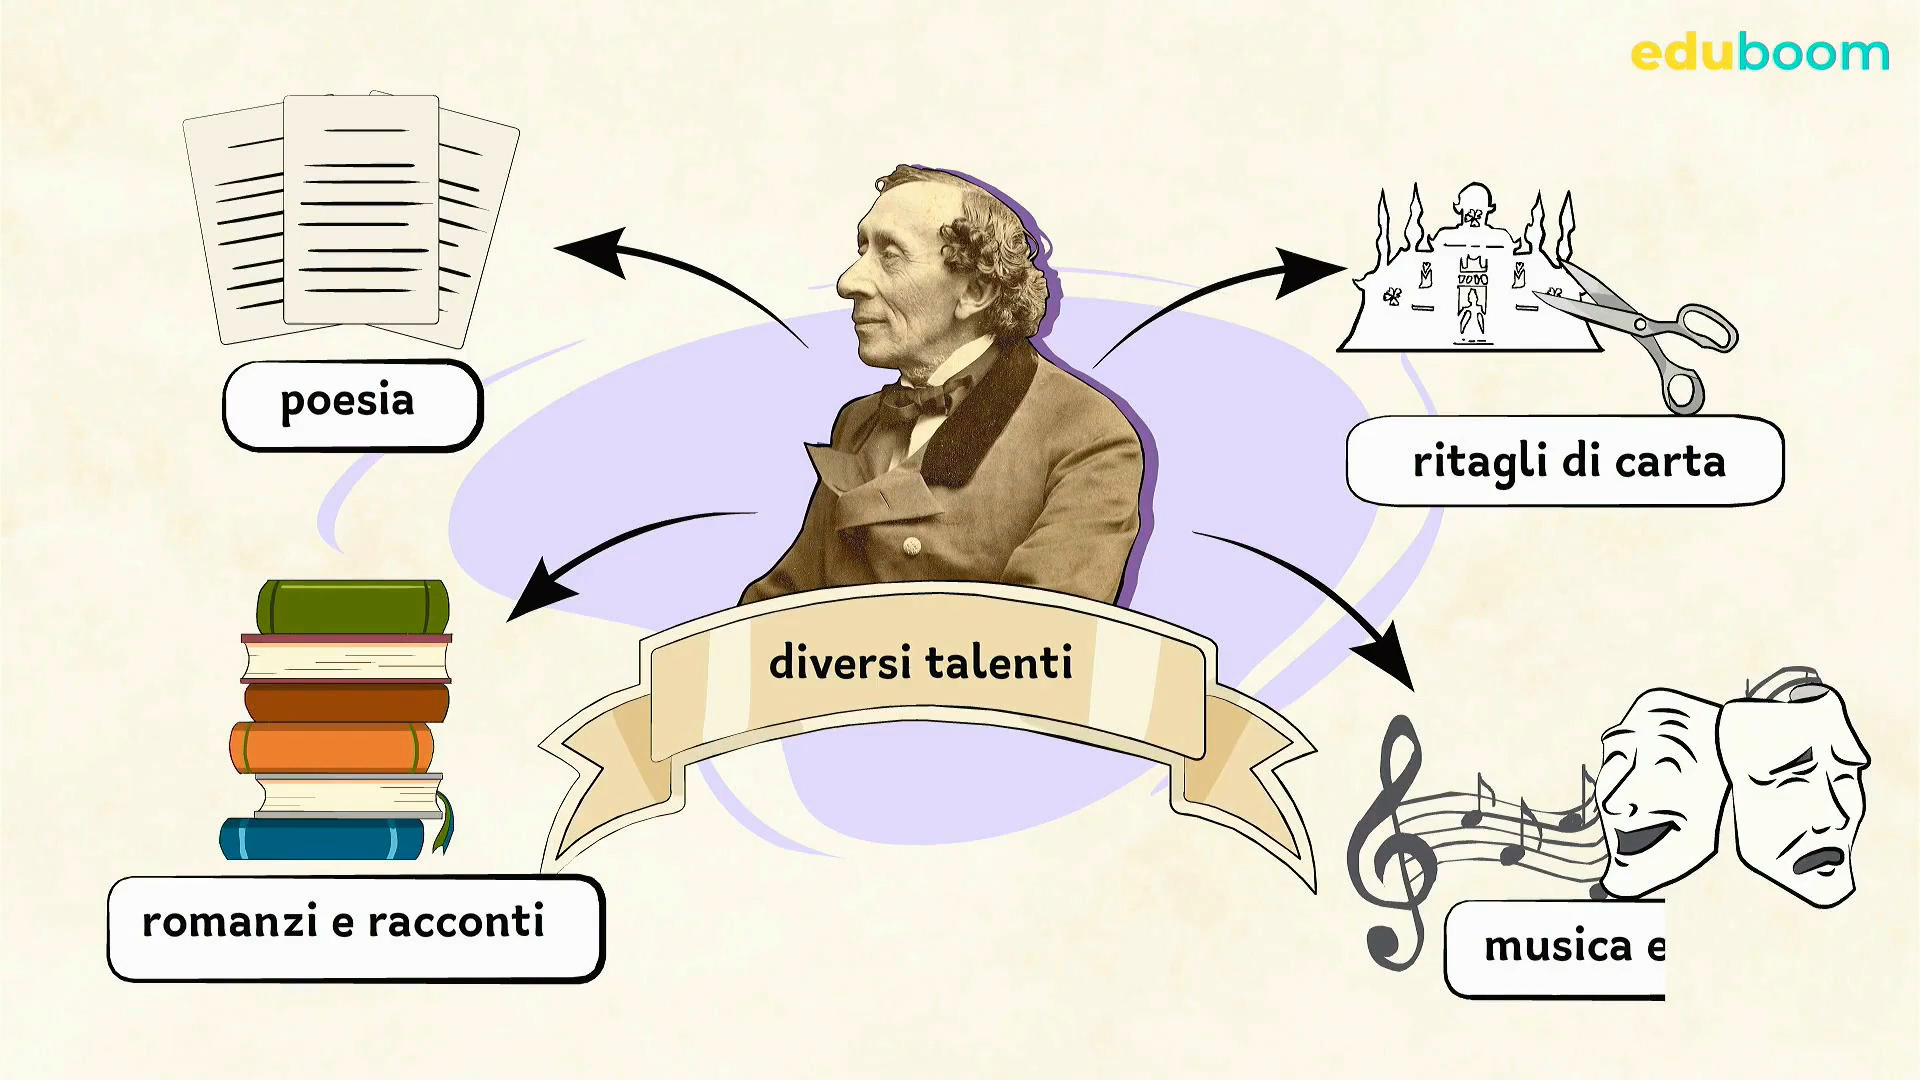 eduboom
poesia
ritagli di carta
diversi talenti
romanzi e racconti
musica e